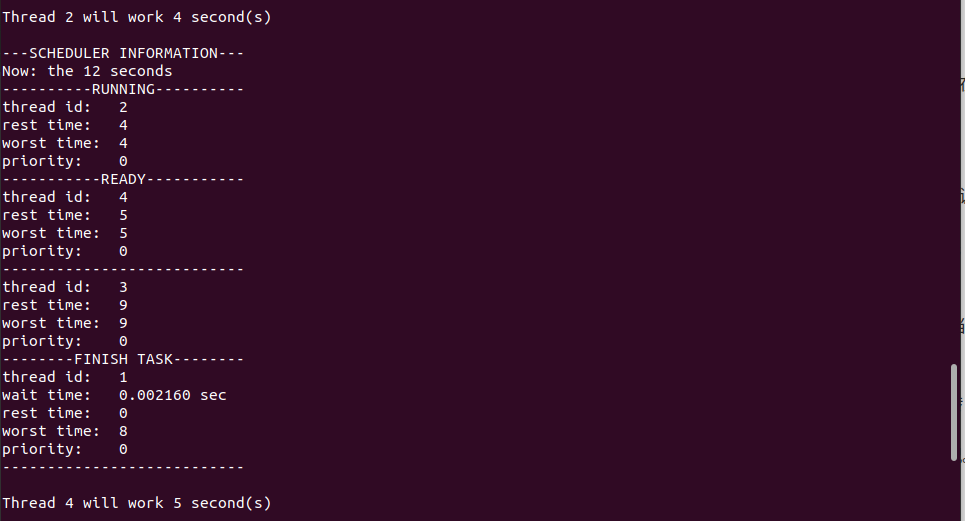 Thread 2 will work 4 second(s)
---SCHEDULER INFORMATION---
Now: the 12 seconds
----------RUNNING----------
thread id:   2
rest time:   4
worst time:  4
priority:    0
-----------READY-----------
thread id:   4
rest time:   5
worst time:  5
priority:    0
---------------------------
thread id:   3
rest time:   9
worst time:  9
priority:    0
--------FINISH TASK--------
thread id:   1
wait time:   0.002160 sec
rest time:   0
worst time:  8
priority:    0
---------------------------
Thread 4 will work 5 second(s)